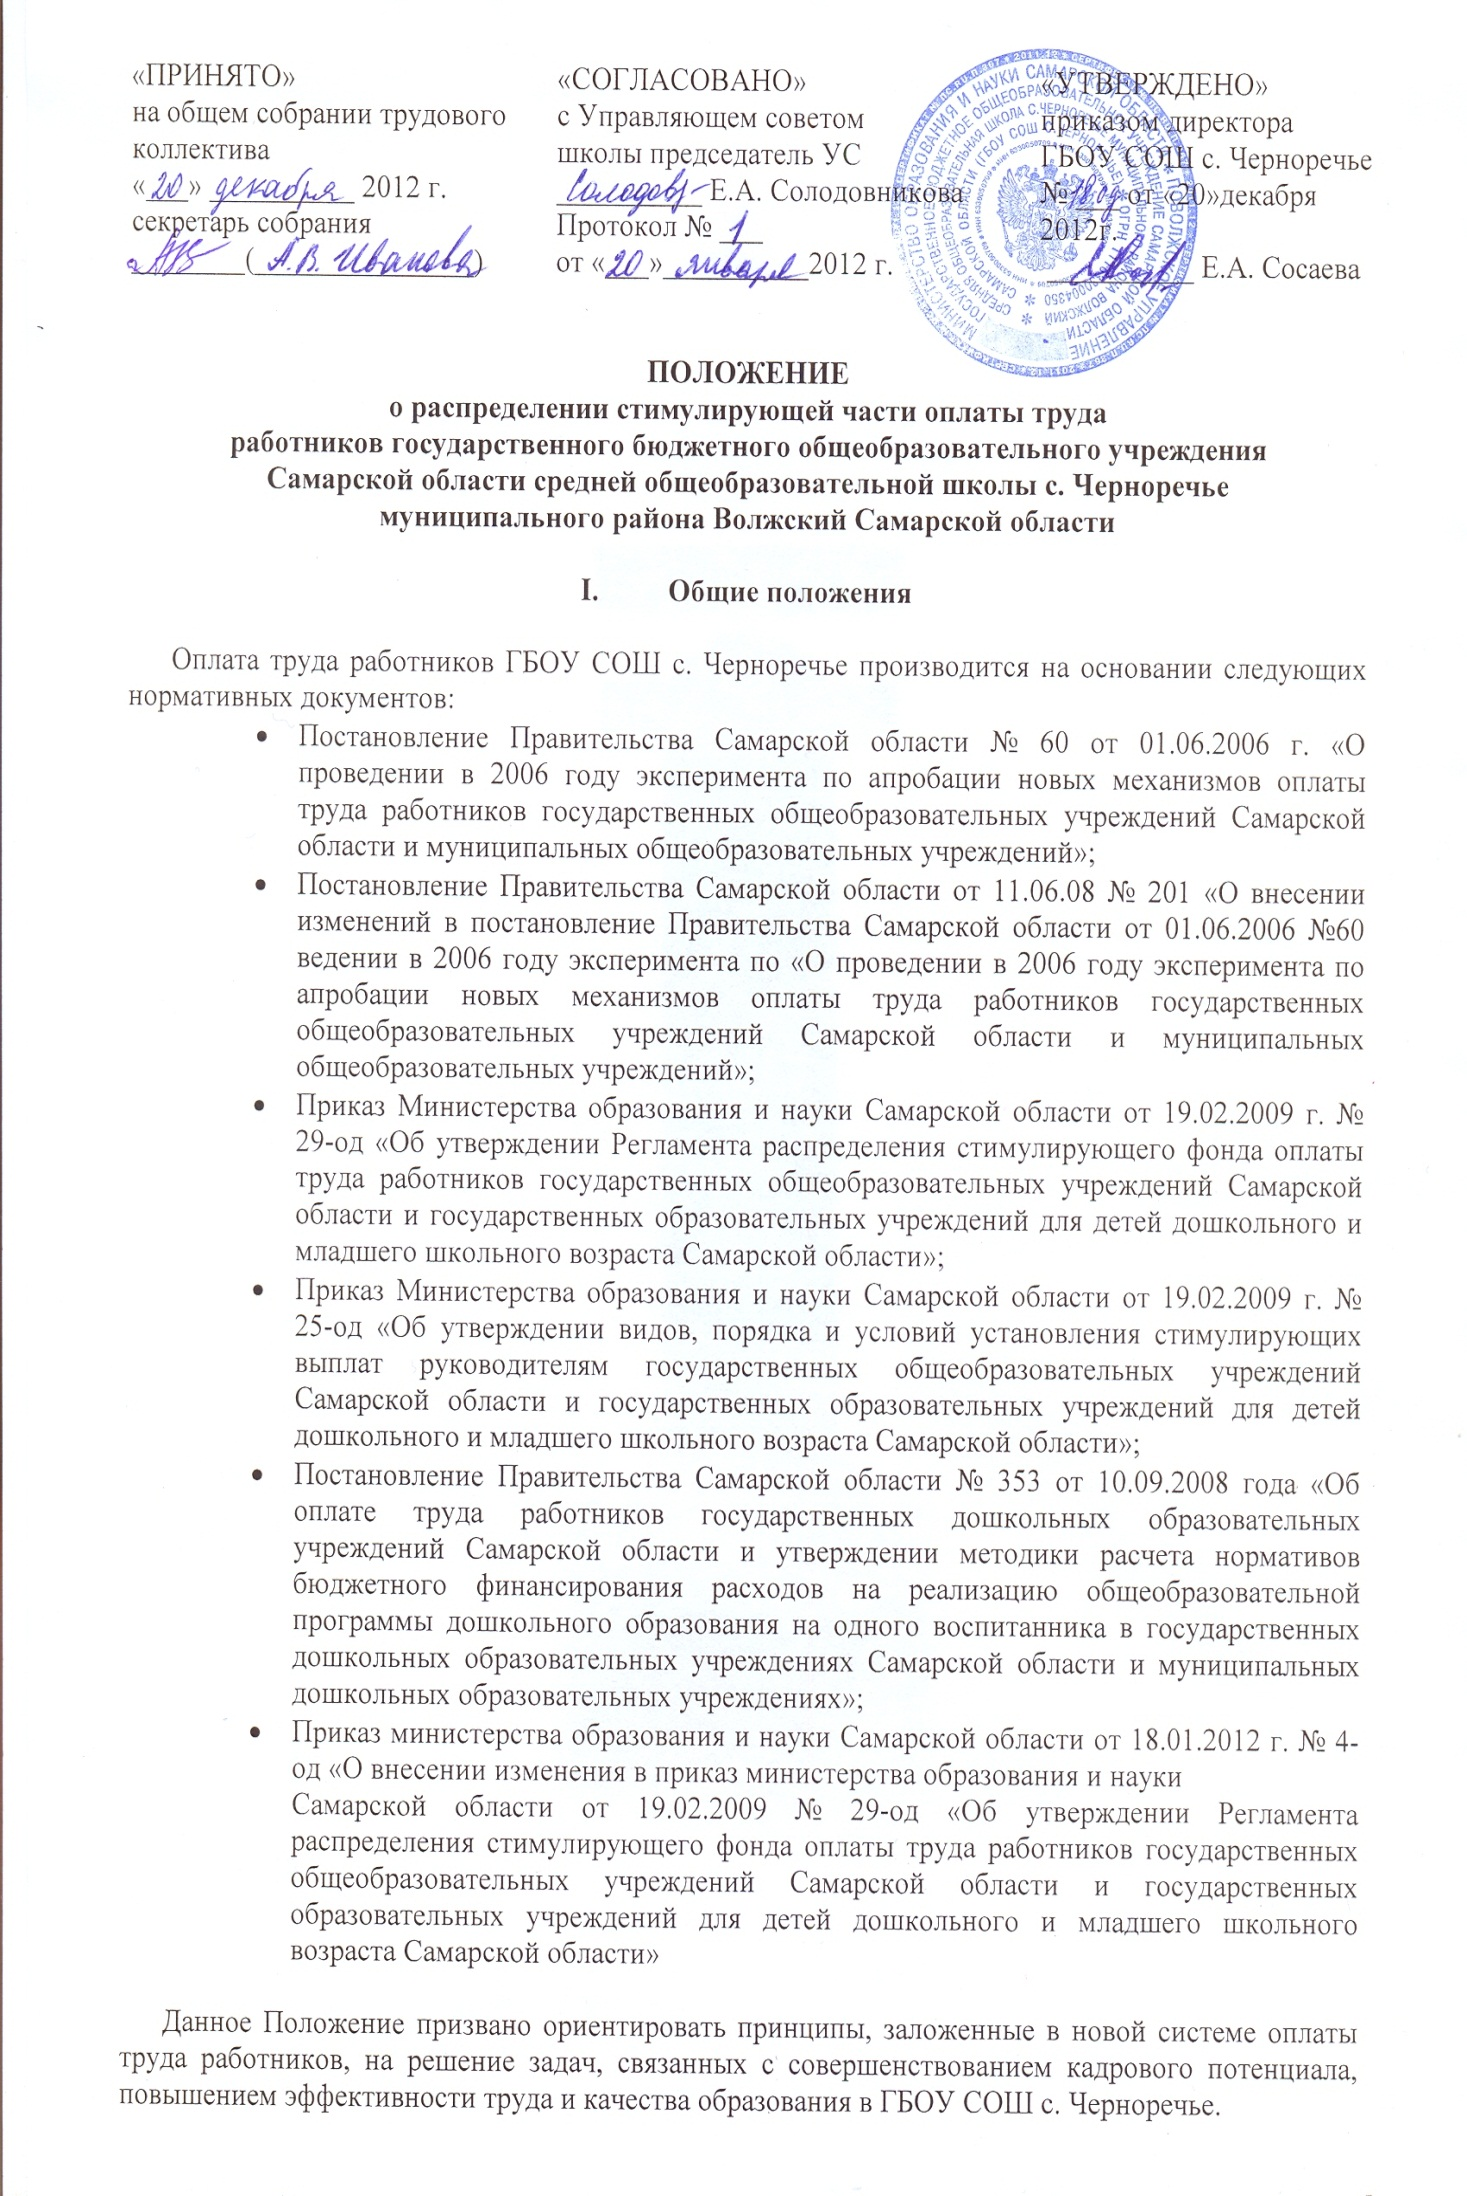 «ПРИНЯТО»
на общем собрании трудового
коллектива
«20» декабря 2012 г.
секретарь собрания
(А.В. Иванова)
«СОГЛАСОВАНО»
с Управляющем советом
школы председатель УС
Солодов Е.А. Солодовникова
Протокол № 1
от «20» января 2012 г.
«УТВЕРЖДЕНО»
приказом директора
ГБОУ СОШ с. Черноречье
№ од от «20»декабря
2012г.
Е.А. Сосаева
ПОЛОЖЕНИЕ
о распределении стимулирующей части оплаты труда
работников государственного бюджетного общеобразовательного учреждения
Самарской области средней общеобразовательной школы с. Черноречье
муниципального района Волжский Самарской области
I. Общие положения
Оплата труда работников ГБОУ СОШ с. Черноречье производится на основании следующих
нормативных документов:
• Постановление Правительства Самарской области № 60 от 01.06.2006 г. «О
проведении в 2006 году эксперимента по апробации новых механизмов оплаты
труда работников государственных общеобразовательных учреждений Самарской
области и муниципальных общеобразовательных учреждений»;
• Постановление Правительства Самарской области от 11.06.08 № 201 «О внесении
изменений в постановление Правительства Самарской области от 01.06.2006 №60
ведении в 2006 году эксперимента по «О проведении в 2006 году эксперимента по
апробации новых механизмов оплаты труда работников государственных
общеобразовательных учреждений Самарской области и муниципальных
общеобразовательных учреждений»;
• Приказ Министерства образования и науки Самарской области от 19.02.2009 г. №
29-од «Об утверждении Регламента распределения стимулирующего фонда оплаты
труда работников государственных общеобразовательных учреждений Самарской
области и государственных образовательных учреждений для детей дошкольного и
младшего школьного возраста Самарской области»;
• Приказ Министерства образования и науки Самарской области от 19.02.2009 г. №
25-од «Об утверждении видов, порядка и условий установления стимулирующих
выплат руководителям государственных общеобразовательных учреждений
Самарской области и государственных образовательных учреждений для детей
дошкольного и младшего школьного возраста Самарской области»;
• Постановление Правительства Самарской области № 353 от 10.09.2008 года «Об
оплате труда работников государственных дошкольных образовательных
учреждений Самарской области и утверждении методики расчета нормативов
бюджетного финансирования расходов на реализацию общеобразовательной
программы дошкольного образования на одного воспитанника в государственных
дошкольных образовательных учреждениях Самарской области и муниципальных
дошкольных образовательных учреждениях»;
• Приказ министерства образования и науки Самарской области от 18.01.2012 г. № 4-
од «О внесении изменения в приказ министерства образования и науки
Самарской области от 19.02.2009 № 29-од «Об утверждении Регламента
распределения стимулирующего фонда оплаты труда работников государственных
общеобразовательных учреждений Самарской области и государственных
образовательных учреждений для детей дошкольного и младшего школьного
возраста Самарской области»
Данное Положение призвано ориентировать принципы, заложенные в новой системе оплаты
труда работников, на решение задач, связанных с совершенствованием кадрового потенциала,
повышением эффективности труда и качества образования в ГБОУ СОШ с. Черноречье.